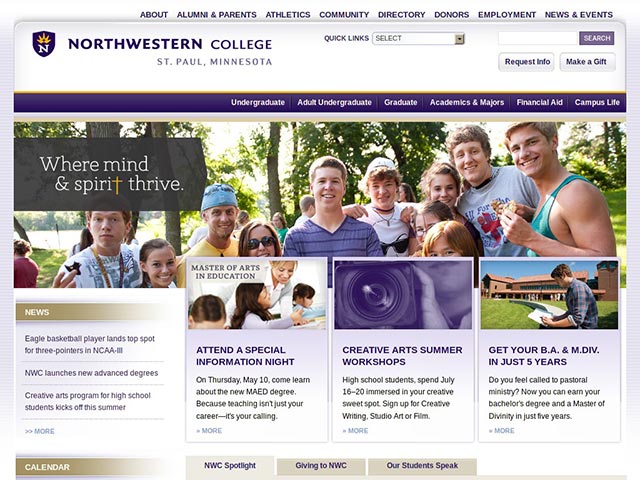 ABOUT ALUMNI & PARENTS ATHLETICS COMMUNITY DIRECTORY DONORS EMPLOYMENT NEWS & EVENTS
N NORTHWESTERN COLLEGE
ST. PAUL, MINNESOTA
QUICK LINKS SELECT
SEARCH
Request Info Make a Gift
Undergraduate Adult Undergraduate Graduate Academics & Majors Financial Aid Campus Life
Where mind
& spirit thrive.
NEWS
Eagle basketball player lands top spot
for three-pointers in NCAA-III
NWC launches new advanced degrees
Creative arts program for high school
students kicks off this summer
>> MORE
CALENDAR
MASTER OF ARTS
IN EDUCATION
ATTEND A SPECIAL
INFORMATION NIGHT
On Thursday, May 10, come learn
about the new MAED degree.
Because teaching isn't just your
career—it's your calling.
» MORE
CREATIVE ARTS SUMMER
WORKSHOPS
High school students, spend July
16–20 immersed in your creative
sweet spot. Sign up for Creative
Writing, Studio Art or Film.
» MORE
GET YOUR B.A. & M.DIV.
IN JUST 5 YEARS
Do you feel called to pastoral
ministry? Now you can earn your
bachelor's degree and a Master of
Divinity in just five years.
» MORE
NWC Spotlight Giving to NWC Our Students Speak